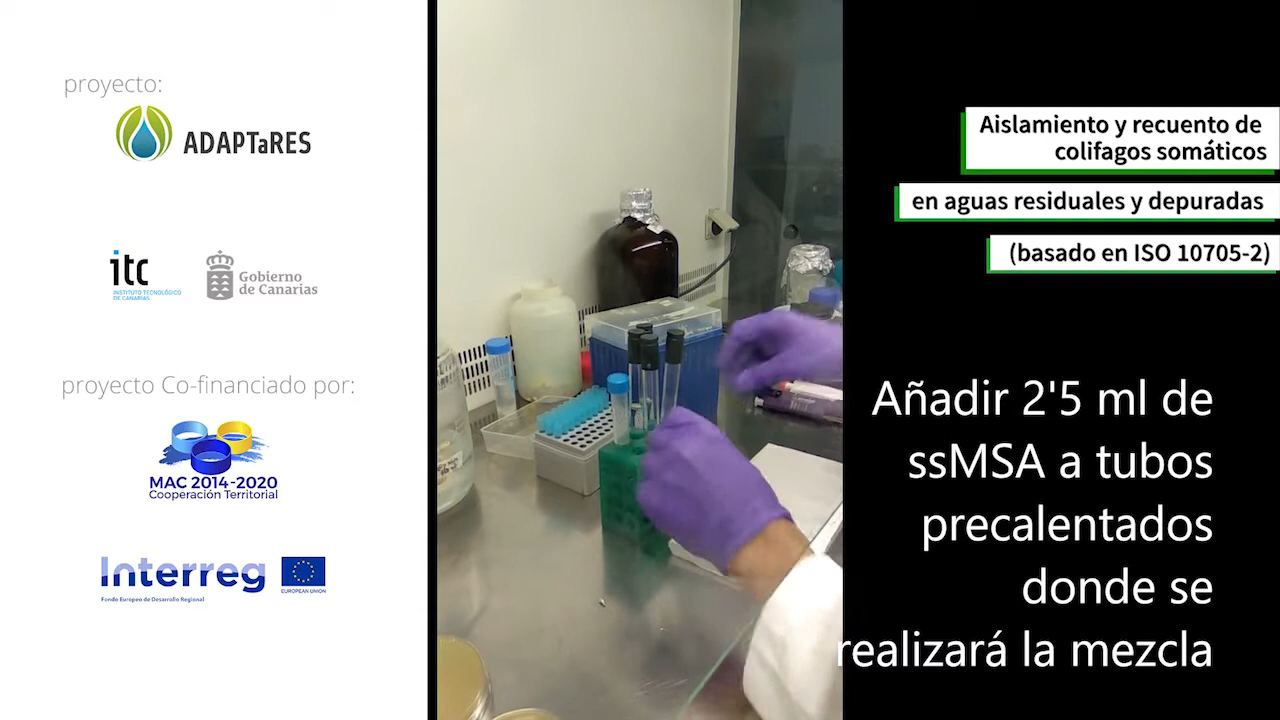 proyecto:
ADAPTaRES
itc
INSTITUTO TECNOLÓGICO
DE CANARIAS
Gobierno
de Canarias
proyecto Co-financiado por:
MAC 2014-2020
Cooperación Territorial
Interreg
EUROPEAN UNION
Fondo Europeo de Desarrollo Regional
Aislamiento y recuento de
colifagos somáticos
en aguas residuales y depuradas
(basado en ISO 10705-2)
Añadir 2'5 ml de
ssMSA a tubos
precalentados
donde se
realizará la mezcla